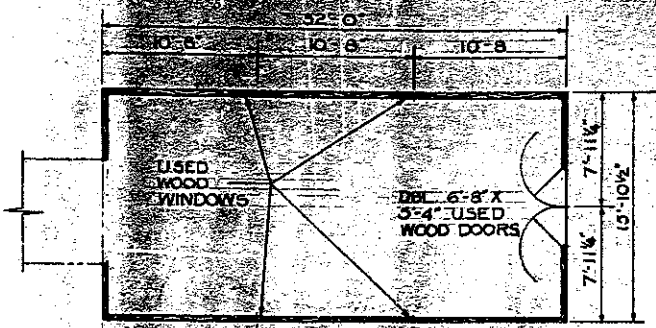 32'-0"
10'-8" 10'-8" 10'-8
USED
WOOD
WINDOWS
DBL. 6'-8" X
3'-4" USED
WOOD DOORS
7'-11¼"
7'-11¼"
15'-10½"